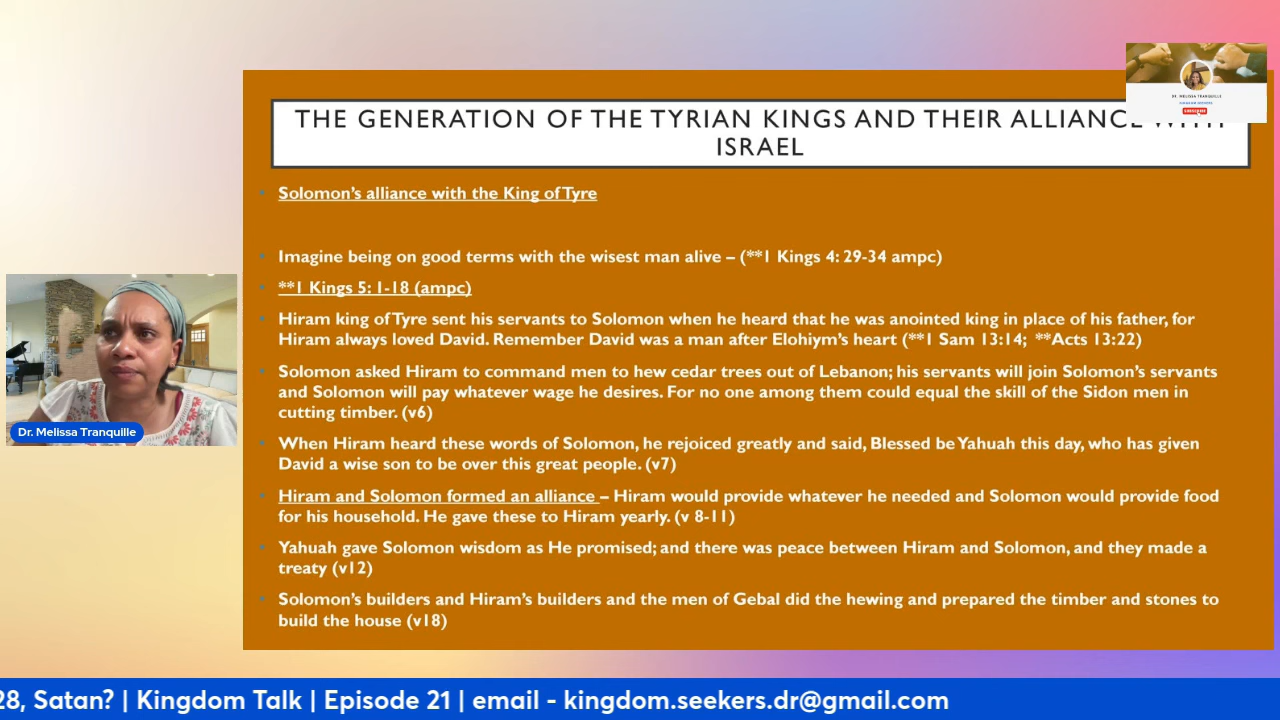 THE GENERATION OF THE TYRIAN KINGS AND THEIR ALLIANCE WITH
ISRAEL
DR. MELISSA TRANQUILLE
KINGDOM SEEKERS
SUBSCRIBE
Solomon's alliance with the King of Tyre
Imagine being on good terms with the wisest man alive – (**1 Kings 4: 29-34 ampc)
**1 Kings 5: 1-18 (ampc)
Hiram king of Tyre sent his servants to Solomon when he heard that he was anointed king in place of his father, for
Hiram always loved David. Remember David was a man after Elohiym's heart (**1 Sam 13:14; **Acts 13:22)
Solomon asked Hiram to command men to hew cedar trees out of Lebanon; his servants will join Solomon's servants
and Solomon will pay whatever wage he desires. For no one among them could equal the skill of the Sidon men in
cutting timber. (v6)
When Hiram heard these words of Solomon, he rejoiced greatly and said, Blessed be Yahuah this day, who has given
David a wise son to be over this great people. (v7)
Hiram and Solomon formed an alliance – Hiram would provide whatever he needed and Solomon would provide food
for his household. He gave these to Hiram yearly. (v 8-11)
Yahuah gave Solomon wisdom as He promised; and there was peace between Hiram and Solomon, and they made a
treaty (v12)
Solomon's builders and Hiram's builders and the men of Gebal did the hewing and prepared the timber and stones to
build the house (v18)
Dr. Melissa Tranquille
28, Satan? | Kingdom Talk | Episode 21 | email - kingdom.seekers.dr@gmail.com